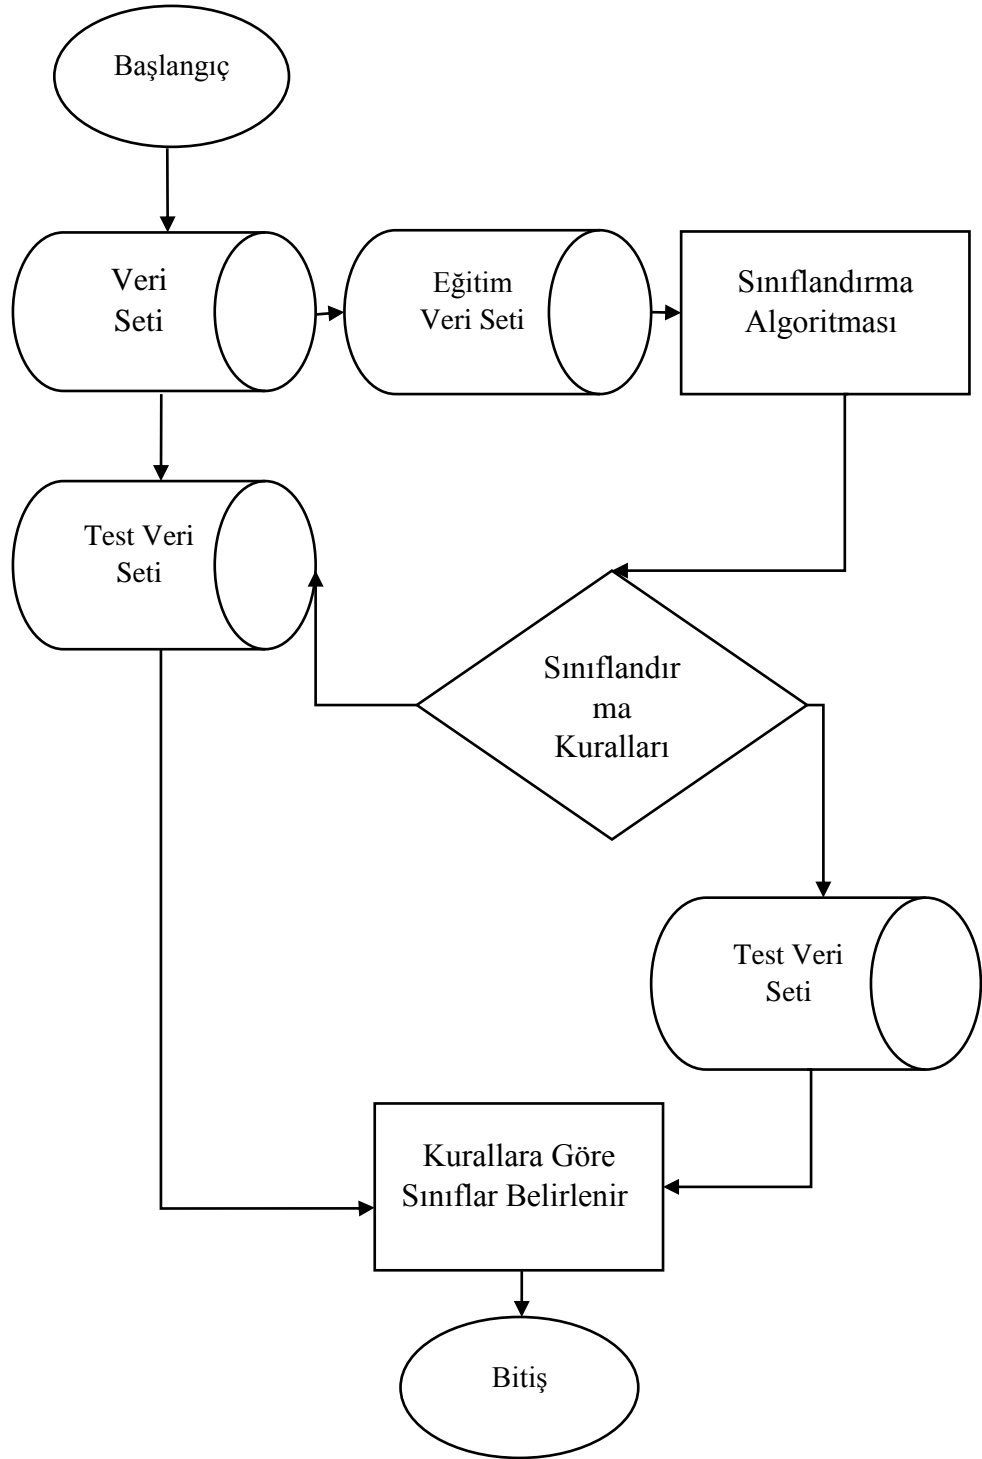 Başlangıç
Veri
Seti
Eğitim
Veri Seti
Sınıflandırma
Algoritması
Test Veri
Seti
Sınıflandır
ma
Kuralları
Test Veri
Seti
Kurallara Göre
Sınıflar Belirlenir
Bitiş